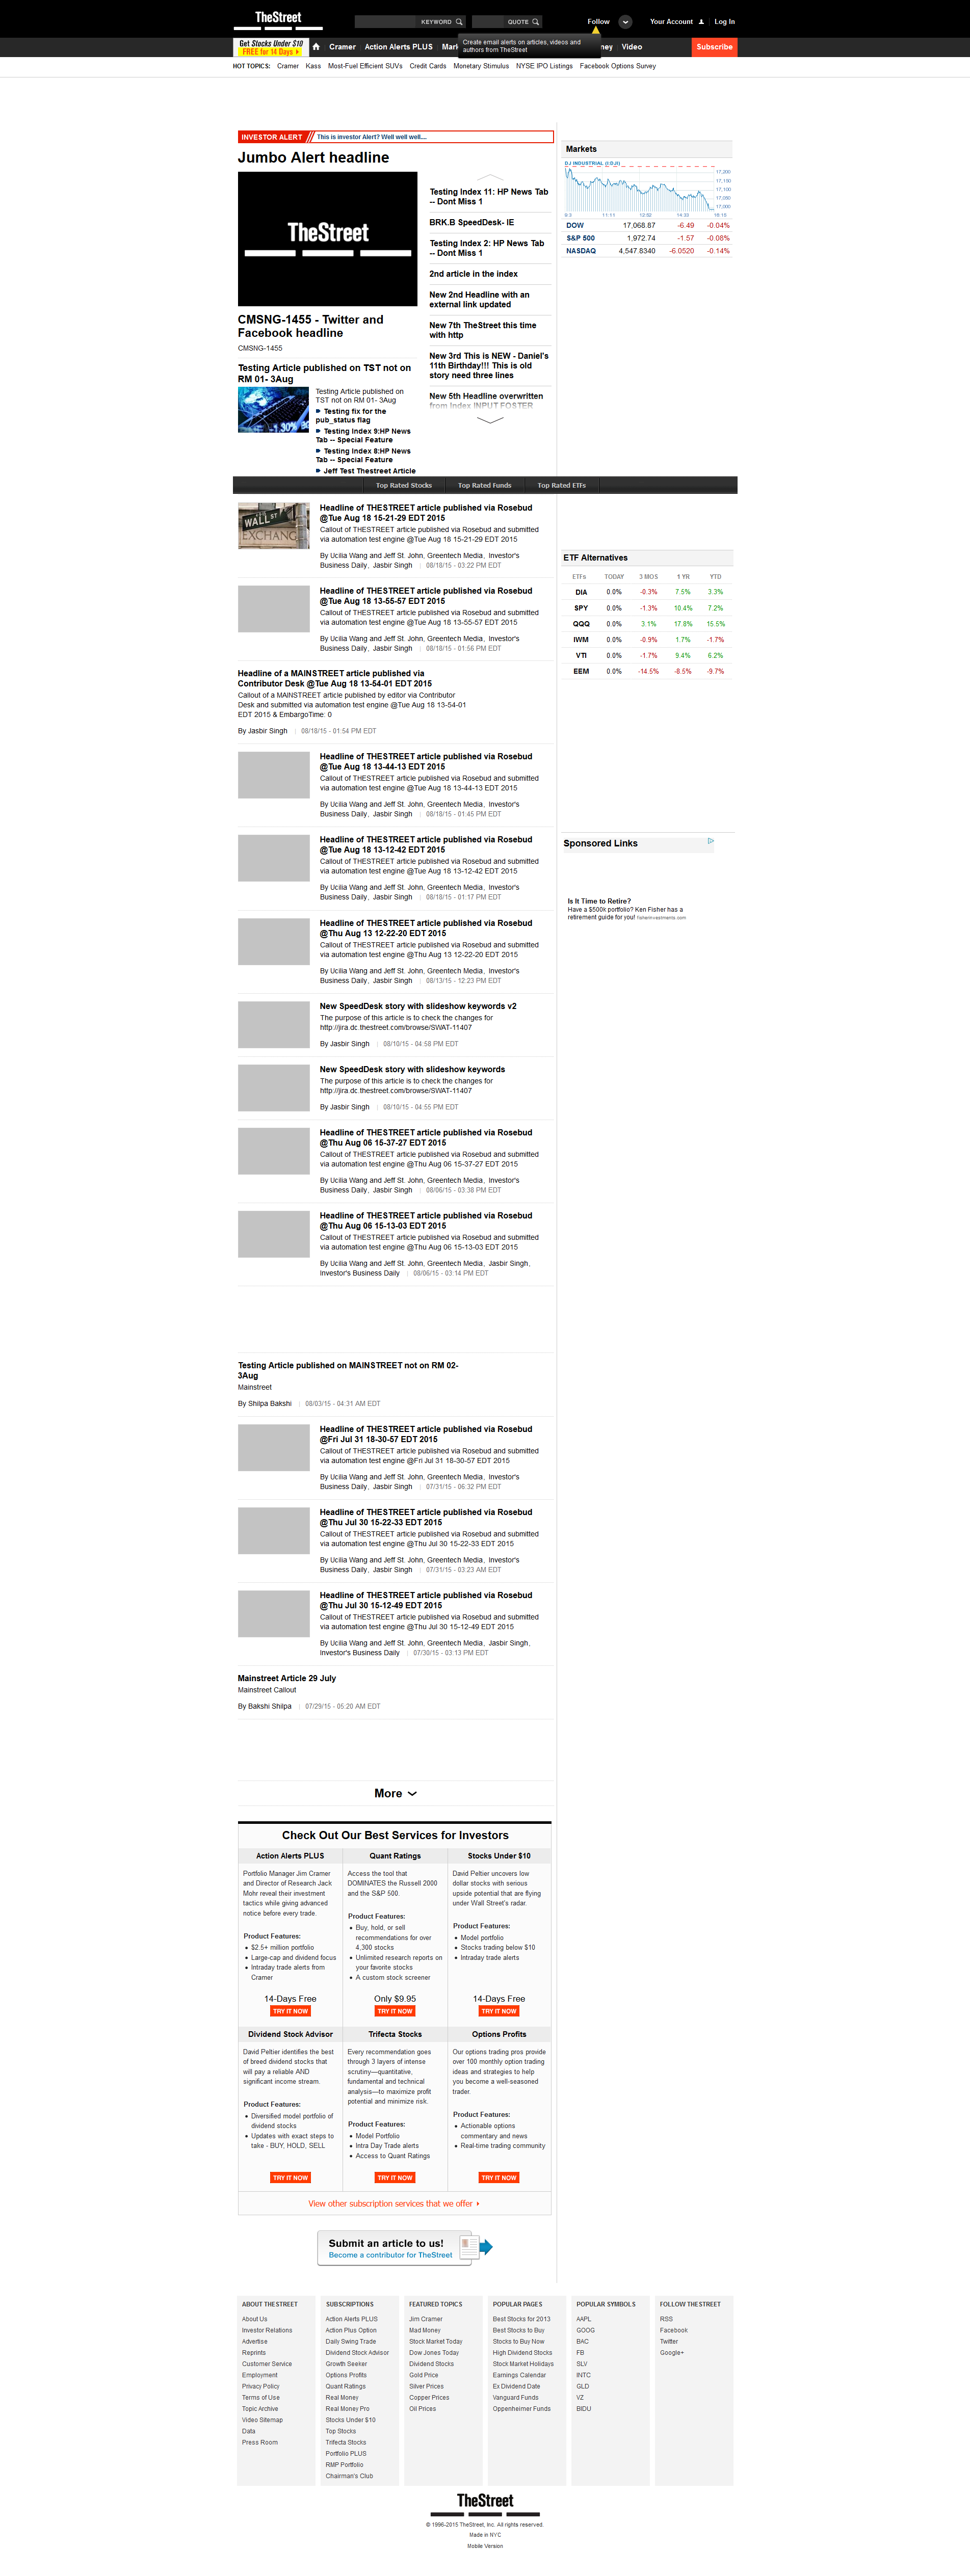 TheStreet
KEYWORD
QUOTE
Follow
Your Account
Log In
Get Stocks Under $10
FREE for 14 Days
Cramer
Action Alerts PLUS
Video
Subscribe
Create email alerts on articles, videos and
authors from TheStreet
HOT TOPICS: Cramer Kass Most-Fuel Efficient SUVs Credit Cards Monetary Stimulus NYSE IPO Listings Facebook Options Survey
INVESTOR ALERT This is investor Alert? Well well well....
Jumbo Alert headline
TheStreet
CMSNG-1455 - Twitter and
Facebook headline
CMSNG-1455
Testing Article published on TST not on
RM 01- 3Aug
Testing Article published on
TST not on RM 01- 3Aug
Testing fix for the
pub_status flag
Testing Index 9:HP News
Tab -- Special Feature
Testing Index 8:HP News
Tab -- Special Feature
Jeff Test Thestreet Article
Testing Index 11: HP News Tab
-- Dont Miss 1
BRK.B SpeedDesk- IE
Testing Index 2: HP News Tab
-- Dont Miss 1
2nd article in the index
New 2nd Headline with an
external link updated
New 7th TheStreet this time
with http
New 3rd This is NEW - Daniel's
11th Birthday!!! This is old
story need three lines
New 5th Headline overwritten
from Index INPUT FOSTER
Markets
DJ INDUSTRIAL (I:DJI)
17,200
17,150
17,100
17,050
17,000
9:3 11:11 12:52 14:33 16:15
DOW 17,068.87 -6.49 -0.04%
S&P 500 1,972.74 -1.57 -0.08%
NASDAQ 4,547.8340 -6.0520 -0.14%
Top Rated Stocks Top Rated Funds Top Rated ETFs
WALL ST
EXCHANGE
Headline of THESTREET article published via Rosebud
@Tue Aug 18 15-21-29 EDT 2015
Callout of THESTREET article published via Rosebud and submitted
via automation test engine @Tue Aug 18 15-21-29 EDT 2015
By Ucilia Wang and Jeff St. John, Greentech Media, Investor's
Business Daily, Jasbir Singh | 08/18/15 - 03:22 PM EDT
Headline of THESTREET article published via Rosebud
@Tue Aug 18 13-55-57 EDT 2015
Callout of THESTREET article published via Rosebud and submitted
via automation test engine @Tue Aug 18 13-55-57 EDT 2015
By Ucilia Wang and Jeff St. John, Greentech Media, Investor's
Business Daily, Jasbir Singh | 08/18/15 - 01:56 PM EDT
Headline of a MAINSTREET article published via
Contributor Desk @Tue Aug 18 13-54-01 EDT 2015
Callout of a MAINSTREET article published by editor via Contributor
Desk and submitted via automation test engine @Tue Aug 18 13-54-01
EDT 2015 & EmbargoTime: 0
By Jasbir Singh | 08/18/15 - 01:54 PM EDT
Headline of THESTREET article published via Rosebud
@Tue Aug 18 13-44-13 EDT 2015
Callout of THESTREET article published via Rosebud and submitted
via automation test engine @Tue Aug 18 13-44-13 EDT 2015
By Ucilia Wang and Jeff St. John, Greentech Media, Investor's
Business Daily, Jasbir Singh | 08/18/15 - 01:45 PM EDT
Headline of THESTREET article published via Rosebud
@Tue Aug 18 13-12-42 EDT 2015
Callout of THESTREET article published via Rosebud and submitted
via automation test engine @Tue Aug 18 13-12-42 EDT 2015
By Ucilia Wang and Jeff St. John, Greentech Media, Investor's
Business Daily, Jasbir Singh | 08/18/15 - 01:17 PM EDT
Headline of THESTREET article published via Rosebud
@Thu Aug 13 12-22-20 EDT 2015
Callout of THESTREET article published via Rosebud and submitted
via automation test engine @Thu Aug 13 12-22-20 EDT 2015
By Ucilia Wang and Jeff St. John, Greentech Media, Investor's
Business Daily, Jasbir Singh | 08/13/15 - 12:23 PM EDT
New SpeedDesk story with slideshow keywords v2
The purpose of this article is to check the changes for
http://jira.dc.thestreet.com/browse/SWAT-11407
By Jasbir Singh | 08/10/15 - 04:58 PM EDT
New SpeedDesk story with slideshow keywords
The purpose of this article is to check the changes for
http://jira.dc.thestreet.com/browse/SWAT-11407
By Jasbir Singh | 08/10/15 - 04:55 PM EDT
Headline of THESTREET article published via Rosebud
@Thu Aug 06 15-37-27 EDT 2015
Callout of THESTREET article published via Rosebud and submitted
via automation test engine @Thu Aug 06 15-37-27 EDT 2015
By Ucilia Wang and Jeff St. John, Greentech Media, Investor's
Business Daily, Jasbir Singh | 08/06/15 - 03:38 PM EDT
Headline of THESTREET article published via Rosebud
@Thu Aug 06 15-13-03 EDT 2015
Callout of THESTREET article published via Rosebud and submitted
via automation test engine @Thu Aug 06 15-13-03 EDT 2015
By Ucilia Wang and Jeff St. John, Greentech Media, Jasbir Singh,
Investor's Business Daily | 08/06/15 - 03:14 PM EDT
Testing Article published on MAINSTREET not on RM 02-
3Aug
Mainstreet
By Shilpa Bakshi | 08/03/15 - 04:31 AM EDT
Headline of THESTREET article published via Rosebud
@Fri Jul 31 18-30-57 EDT 2015
Callout of THESTREET article published via Rosebud and submitted
via automation test engine @Fri Jul 31 18-30-57 EDT 2015
By Ucilia Wang and Jeff St. John, Greentech Media, Investor's
Business Daily, Jasbir Singh | 07/31/15 - 06:32 PM EDT
Headline of THESTREET article published via Rosebud
@Thu Jul 30 15-22-33 EDT 2015
Callout of THESTREET article published via Rosebud and submitted
via automation test engine @Thu Jul 30 15-22-33 EDT 2015
By Ucilia Wang and Jeff St. John, Greentech Media, Investor's
Business Daily, Jasbir Singh | 07/31/15 - 03:23 AM EDT
Headline of THESTREET article published via Rosebud
@Thu Jul 30 15-12-49 EDT 2015
Callout of THESTREET article published via Rosebud and submitted
via automation test engine @Thu Jul 30 15-12-49 EDT 2015
By Ucilia Wang and Jeff St. John, Greentech Media, Jasbir Singh,
Investor's Business Daily | 07/30/15 - 03:13 PM EDT
Mainstreet Article 29 July
Mainstreet Callout
By Bakshi Shilpa | 07/29/15 - 05:20 AM EDT
More
ETF Alternatives
ETFs TODAY 3 MOS 1 YR YTD
DIA 0.0% -0.3% 7.5% 3.3%
SPY 0.0% -1.3% 10.4% 7.2%
QQQ 0.0% 3.1% 17.8% 15.5%
IWM 0.0% -0.9% 1.7% -1.7%
VTI 0.0% -1.7% 9.4% 6.2%
EEM 0.0% -14.5% -8.5% -9.7%
Sponsored Links
Is It Time to Retire?
Have a $500k portfolio? Ken Fisher has a
retirement guide for you! fisherinvestments.com
Check Out Our Best Services for Investors
Action Alerts PLUS
Portfolio Manager Jim Cramer
and Director of Research Jack
Mohr reveal their investment
tactics while giving advanced
notice before every trade.
Product Features:
$2.5+ million portfolio
Large-cap and dividend focus
Intraday trade alerts from
Cramer
14-Days Free
TRY IT NOW
Quant Ratings
Access the tool that
DOMINATES the Russell 2000
and the S&P 500.
Product Features:
Buy, hold, or sell
recommendations for over
4,300 stocks
Unlimited research reports on
your favorite stocks
A custom stock screener
Only $9.95
TRY IT NOW
Stocks Under $10
David Peltier uncovers low
dollar stocks with serious
upside potential that are flying
under Wall Street's radar.
Product Features:
Model portfolio
Stocks trading below $10
Intraday trade alerts
14-Days Free
TRY IT NOW
Dividend Stock Advisor
David Peltier identifies the best
of breed dividend stocks that
will pay a reliable AND
significant income stream.
Product Features:
Diversified model portfolio of
dividend stocks
Updates with exact steps to
take - BUY, HOLD, SELL
TRY IT NOW
Trifecta Stocks
Every recommendation goes
through 3 layers of intense
scrutiny—quantitative,
fundamental and technical
analysis—to maximize profit
potential and minimize risk.
Product Features:
Model Portfolio
Intra Day Trade alerts
Access to Quant Ratings
TRY IT NOW
Options Profits
Our options trading pros provide
over 100 monthly option trading
ideas and strategies to help
you become a well-seasoned
trader.
Product Features:
Actionable options
commentary and news
Real-time trading community
TRY IT NOW
View other subscription services that we offer
Submit an article to us!
Become a contributor for TheStreet
ABOUT THESTREET
About Us
Investor Relations
Advertise
Reprints
Customer Service
Employment
Privacy Policy
Terms of Use
Topic Archive
Video Sitemap
Data
Press Room
SUBSCRIPTIONS
Action Alerts PLUS
Action Plus Option
Daily Swing Trade
Dividend Stock Advisor
Growth Seeker
Options Profits
Quant Ratings
Real Money
Real Money Pro
Stocks Under $10
Top Stocks
Trifecta Stocks
Portfolio PLUS
RMP Portfolio
Chairman's Club
FEATURED TOPICS
Jim Cramer
Mad Money
Stock Market Today
Dow Jones Today
Dividend Stocks
Gold Price
Silver Prices
Copper Prices
Oil Prices
POPULAR PAGES
Best Stocks for 2013
Best Stocks to Buy
Stocks to Buy Now
High Dividend Stocks
Stock Market Holidays
Earnings Calendar
Ex Dividend Date
Vanguard Funds
Oppenheimer Funds
POPULAR SYMBOLS
AAPL
GOOG
BAC
FB
SLV
INTC
GLD
VZ
BIDU
FOLLOW THESTREET
RSS
Facebook
Twitter
Google+
TheStreet
© 1996-2015 TheStreet, Inc. All rights reserved.
Made in NYC
Mobile Version